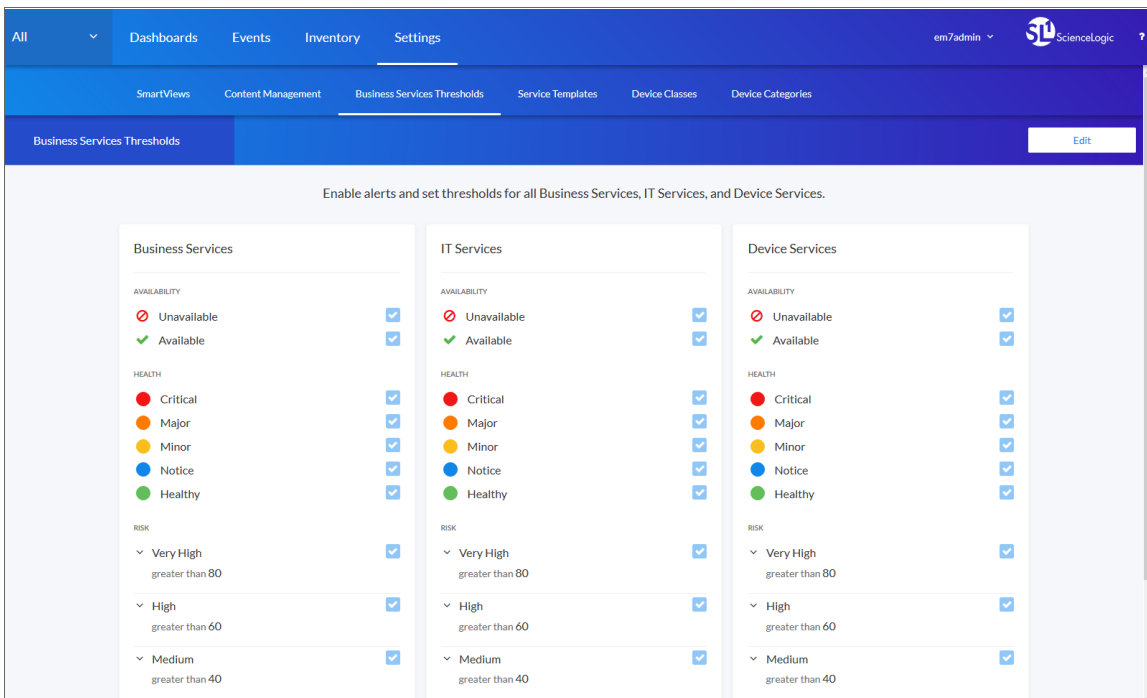 All
Dashboards
Events
Inventory
Settings
em7admin
SL1 ScienceLogic
?
SmartViews
Content Management
Business Services Thresholds
Service Templates
Device Classes
Device Categories
Business Services Thresholds
Edit
Enable alerts and set thresholds for all Business Services, IT Services, and Device Services.
Business Services
AVAILABILITY
Unavailable
Available
HEALTH
Critical
Major
Minor
Notice
Healthy
RISK
Very High
greater than 80
High
greater than 60
Medium
greater than 40
IT Services
AVAILABILITY
Unavailable
Available
HEALTH
Critical
Major
Minor
Notice
Healthy
RISK
Very High
greater than 80
High
greater than 60
Medium
greater than 40
Device Services
AVAILABILITY
Unavailable
Available
HEALTH
Critical
Major
Minor
Notice
Healthy
RISK
Very High
greater than 80
High
greater than 60
Medium
greater than 40